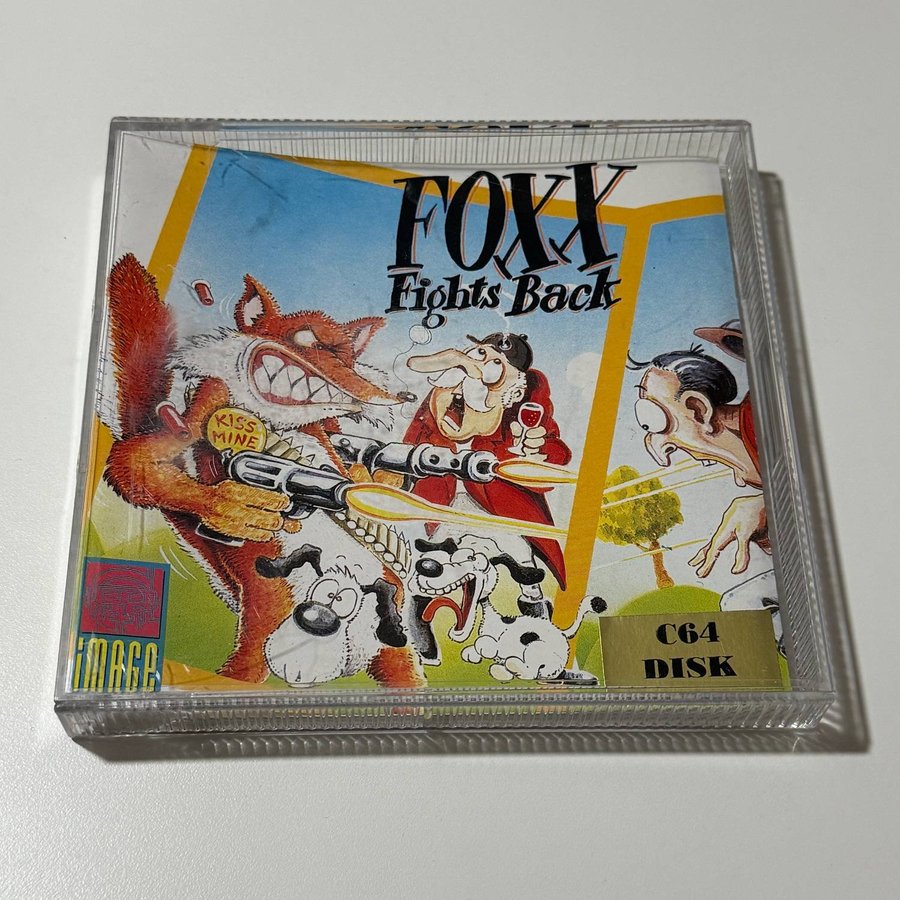 FOXX
Fights Back
KISS
MINE
iMAGE
C64
DISK